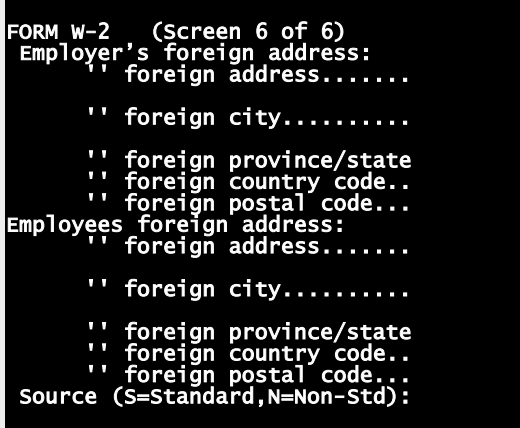 FORM W-2 (Screen 6 of 6)
Employer's foreign address:
'' foreign address.......
'' foreign city..........
'' foreign province/state
'' foreign country code..
'' foreign postal code...
Employees foreign address:
'' foreign address.......
'' foreign city..........
'' foreign province/state
'' foreign country code..
'' foreign postal code...
Source (S=Standard,N=Non-Std):